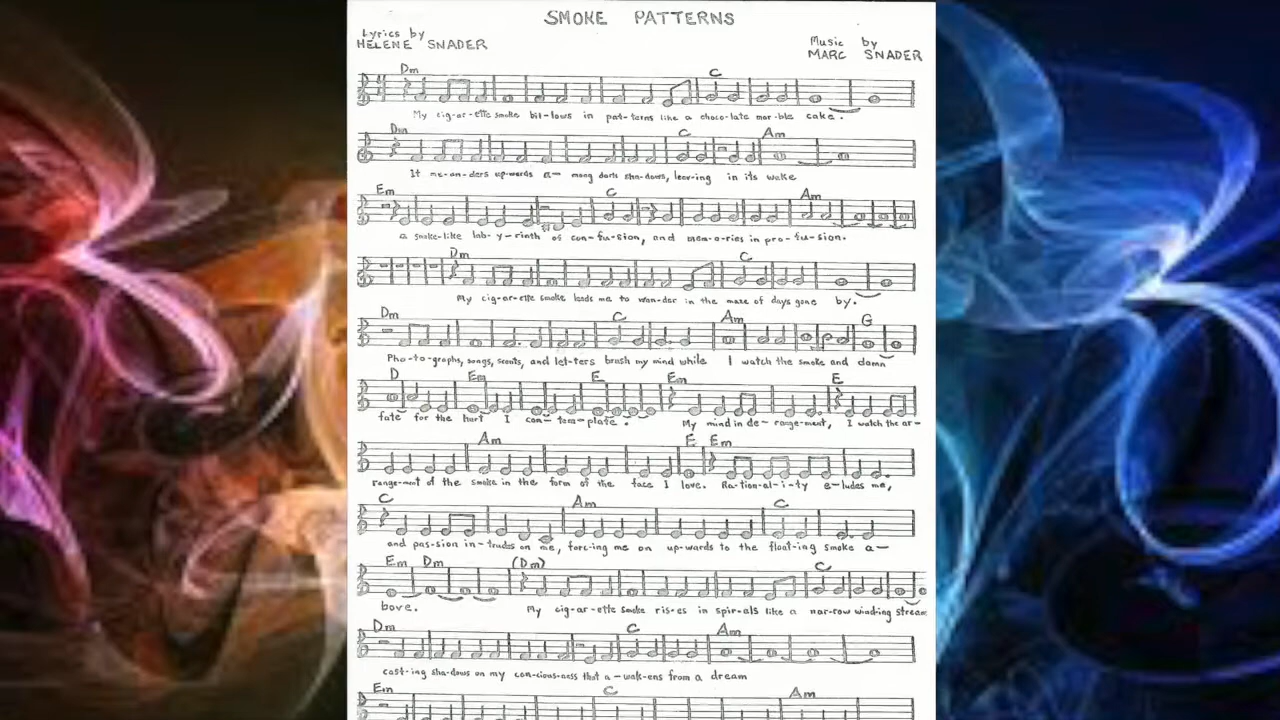 SMOKE PATTERNS
Lyrics by
HELENE SNADER
Music by
MARC SNADER
Dm C
My cig-ar-ette smoke bil-lows in pat-terns like a choco-late mar-ble cake.
Dm C Am
It me-an-ders up-wards a- mong dark sha-dows, leav-ing in its wake
Em C Am
a smoke-like lab-y-rinth of con-fu-sion, and mem-o-ries in pro-fu-sion.
Dm C
My cig-ar-ette smoke leads me to wan-der in the maze of days gone by.
Dm C Am G
Pho-to-graphs, songs, scents, and let-ters brush my mind while I watch the smoke and damn
D Em E Em E
fate for the hurt I con-tem-plate. My mind in de-range-ment, I watch the ar-
Am E Em
range-ment of the smoke in the form of the face I love. Ra-tion-al-i-ty e-ludes me,
C Am C
and pas-sion in-trudes on me, forc-ing me on up-wards to the float-ing smoke a-
Em Dm (Dm) C
bove. My cig-ar-ette smoke ris-es in spir-als like a nar-row wind-ing stream
Dm C Am
cast-ing sha-dows on my con-cious-ness that a-wak-ens from a dream
Em C Am